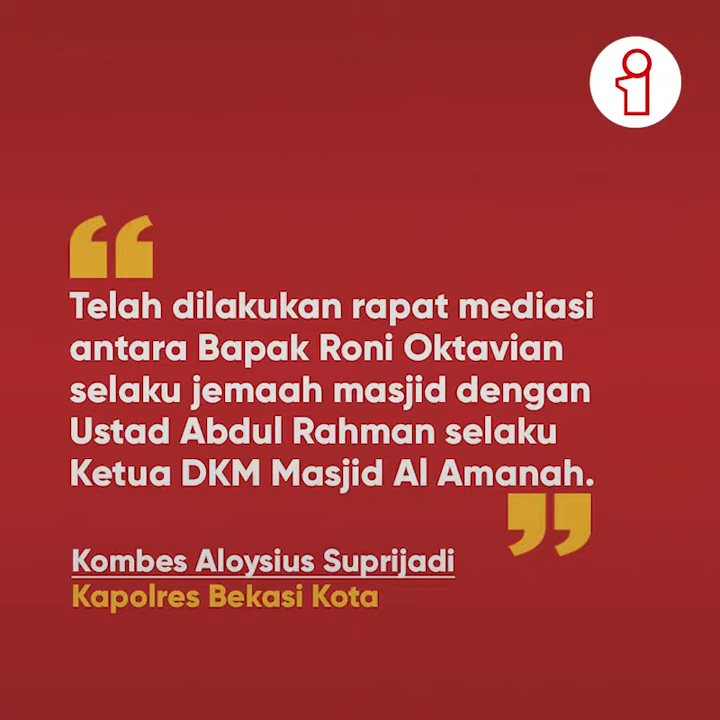 Telah dilakukan rapat mediasi
antara Bapak Roni Oktavian
selaku jemaah masjid dengan
Ustad Abdul Rahman selaku
Ketua DKM Masjid Al Amanah.
Kombes Aloysius Suprijadi
Kapolres Bekasi Kota